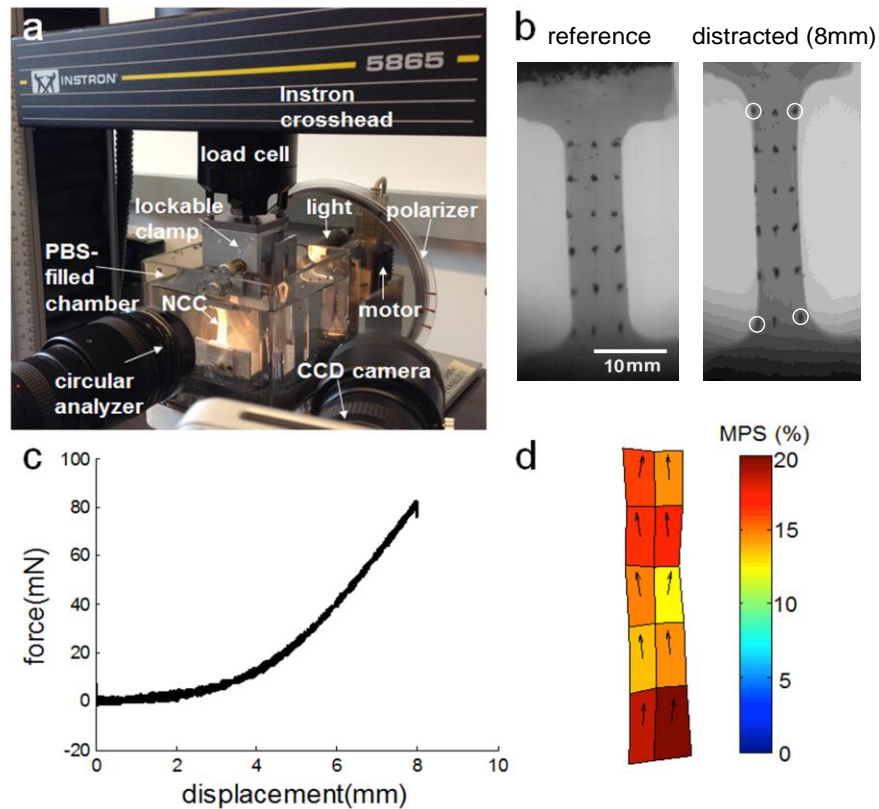 a
INSTRON
5865
Instron
crosshead
load cell
lockable
clamp
light
polarizer
PBS-
filled
chamber
NCC
motor
circular
analyzer
CCD camera
b
reference
distracted (8mm)
10mm
c
100
80
60
40
20
0
-20
force(mN)
0
2
4
6
8
10
displacement(mm)
d
MPS (%)
20
15
10
5
0